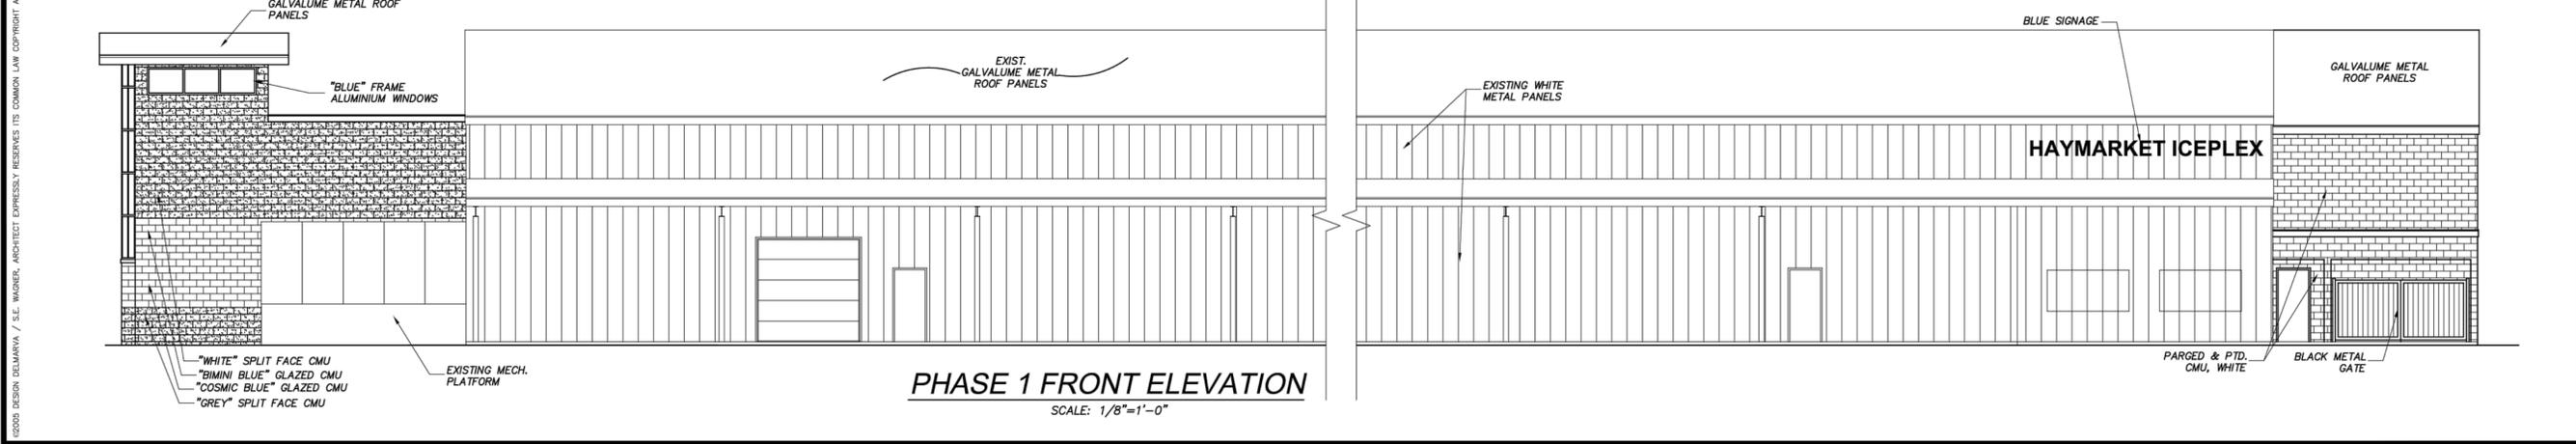 ©2005 DESIGN DELMARVA / S.E. WAGNER, ARCHITECT EXPRESSLY RESERVES ITS COMMON LAW COPYRIGHT
GALVALUME METAL ROOF
PANELS
"BLUE" FRAME
ALUMINIUM WINDOWS
EXIST.
GALVALUME METAL
ROOF PANELS
EXISTING WHITE
METAL PANELS
BLUE SIGNAGE
GALVALUME METAL
ROOF PANELS
HAYMARKET ICEPLEX
"WHITE" SPLIT FACE CMU
"BIMINI BLUE" GLAZED CMU
"COSMIC BLUE" GLAZED CMU
"GREY" SPLIT FACE CMU
EXISTING MECH.
PLATFORM
PARGED & PTD.
CMU, WHITE
BLACK METAL
GATE
PHASE 1 FRONT ELEVATION
SCALE: 1/8"=1'-0"